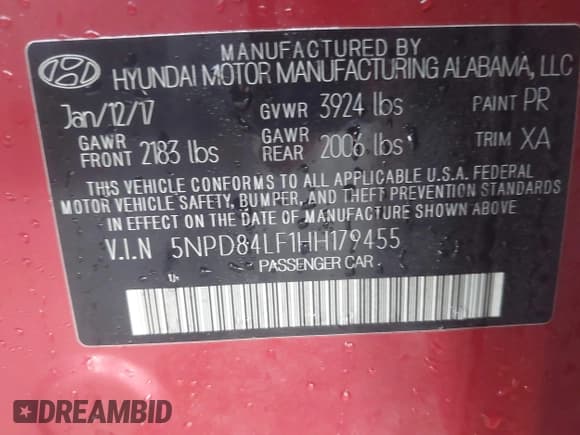 MANUFACTURED BY
HYUNDAI MOTOR MANUFACTURING ALABAMA, LLC
Jan/12/17 GVWR 3924 lbs PAINT PR
GAWR FRONT 2183 lbs GAWR REAR 2006 lbs TRIM XA
THIS VEHICLE CONFORMS TO ALL APPLICABLE U.S.A. FEDERAL
MOTOR VEHICLE SAFETY, BUMPER, AND THEFT PREVENTION STANDARDS
IN EFFECT ON THE DATE OF MANUFACTURE SHOWN ABOVE.
V.I.N 5NPD84LF1HH179455
PASSENGER CAR
DREAMBID